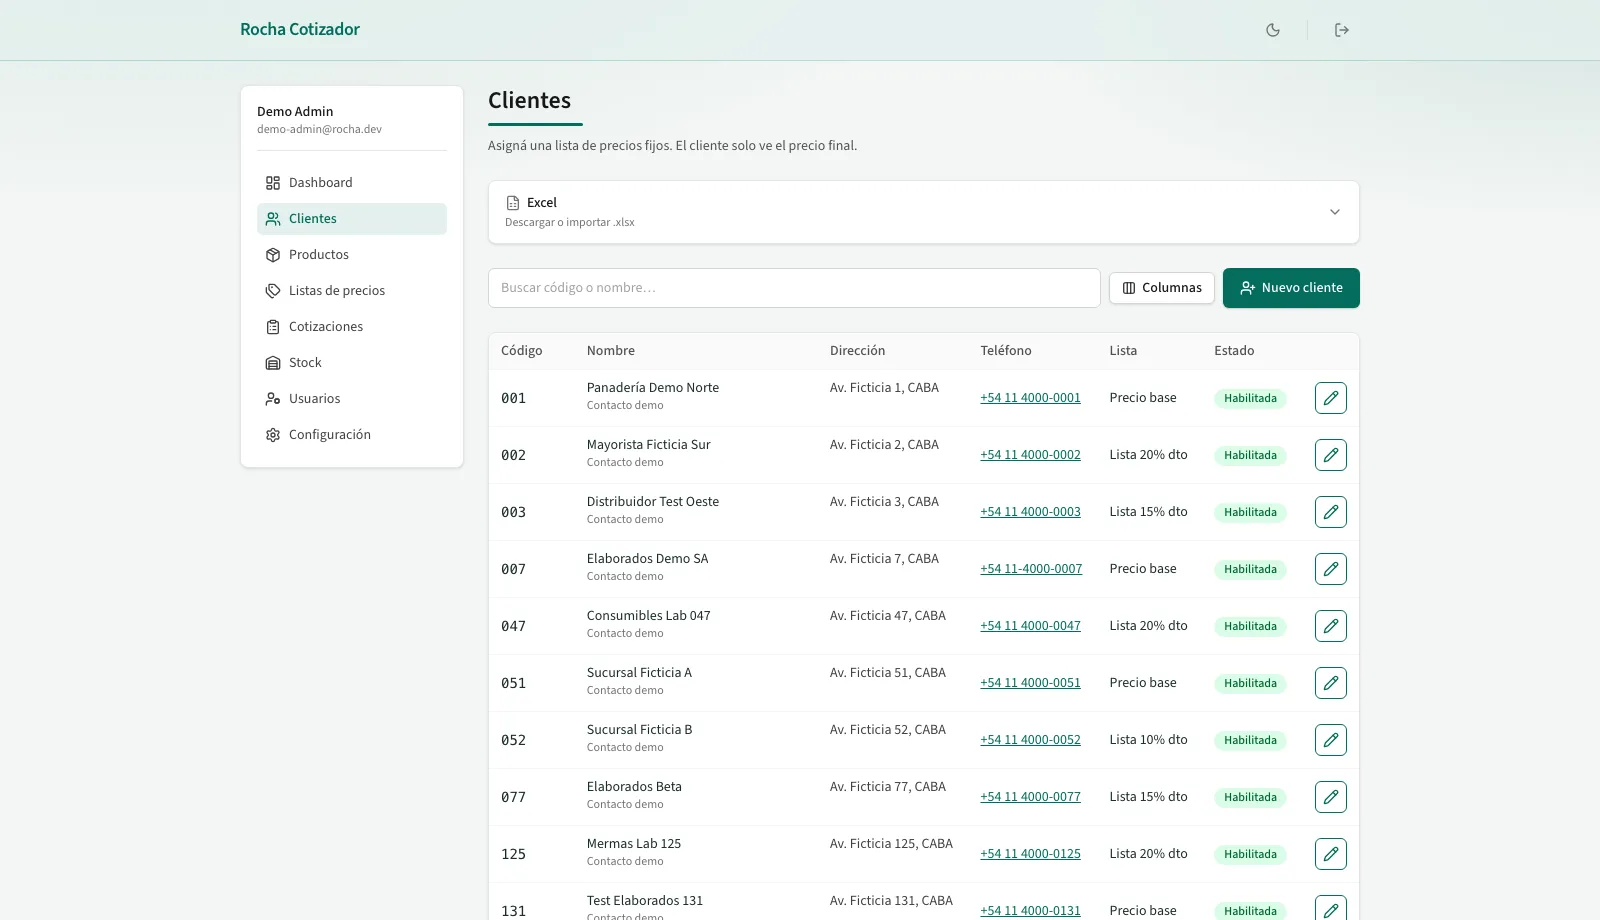 Rocha Cotizador
Demo Admin
demo-admin@rocha.dev
Dashboard
Clientes
Productos
Listas de precios
Cotizaciones
Stock
Usuarios
Configuración
Clientes
Asigná una lista de precios fijos. El cliente solo ve el precio final.
Excel
Descargar o importar .xlsx
Buscar código o nombre…
Columnas
Nuevo cliente
Código Nombre Dirección Teléfono Lista Estado
001 Panadería Demo Norte Av. Ficticia 1, CABA +54 11 4000-0001 Precio base Habilitada
Contacto demo
002 Mayorista Ficticia Sur Av. Ficticia 2, CABA +54 11 4000-0002 Lista 20% dto Habilitada
Contacto demo
003 Distribuidor Test Oeste Av. Ficticia 3, CABA +54 11 4000-0003 Lista 15% dto Habilitada
Contacto demo
007 Elaborados Demo SA Av. Ficticia 7, CABA +54 11-4000-0007 Precio base Habilitada
Contacto demo
047 Consumibles Lab 047 Av. Ficticia 47, CABA +54 11 4000-0047 Lista 20% dto Habilitada
Contacto demo
051 Sucursal Ficticia A Av. Ficticia 51, CABA +54 11 4000-0051 Precio base Habilitada
Contacto demo
052 Sucursal Ficticia B Av. Ficticia 52, CABA +54 11 4000-0052 Lista 10% dto Habilitada
Contacto demo
077 Elaborados Beta Av. Ficticia 77, CABA +54 11 4000-0077 Lista 15% dto Habilitada
Contacto demo
125 Mermas Lab 125 Av. Ficticia 125, CABA +54 11 4000-0125 Lista 20% dto Habilitada
Contacto demo
131 Test Elaborados 131 Av. Ficticia 131, CABA +54 11 4000-0131 Precio base Habilitada
Contacto demo